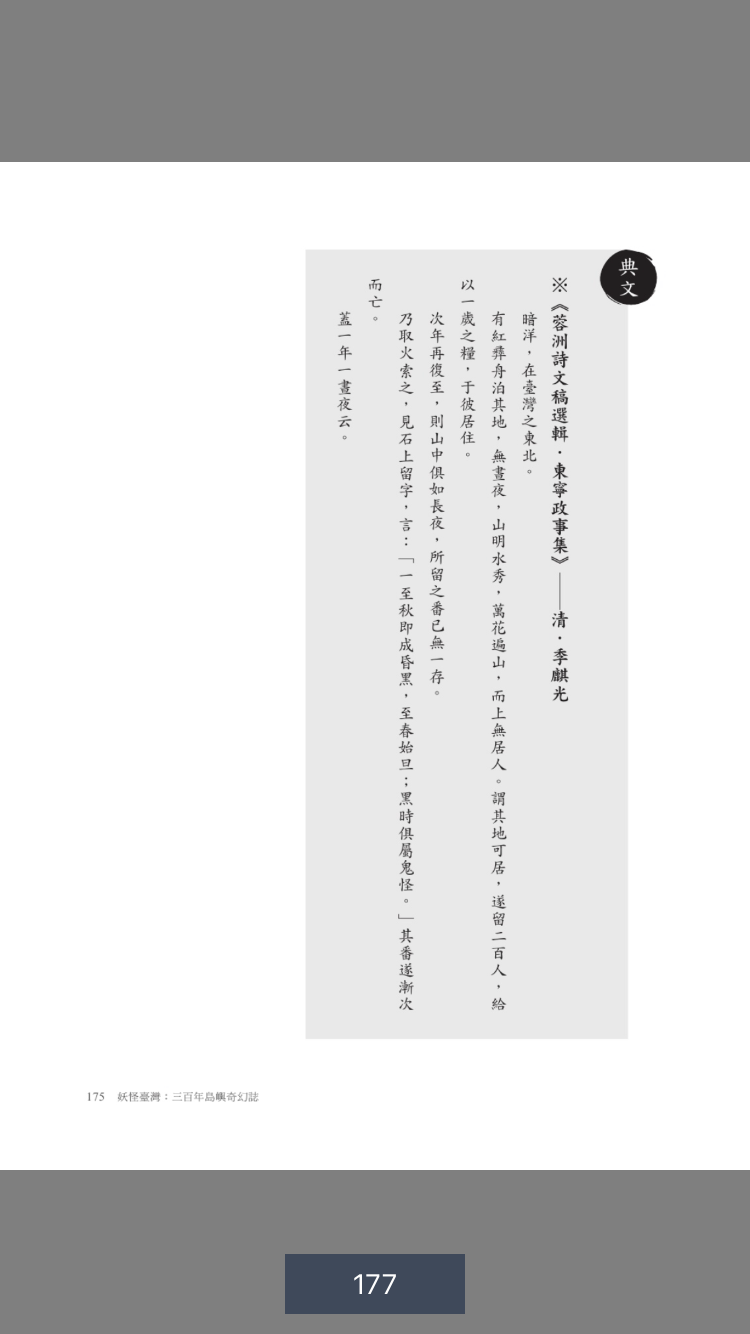 典文
※《蓉洲詩文稿選輯・東寧政事集》——清・季麒光
暗洋，在臺灣之東北。
有紅彝舟泊其地，無晝夜，山明水秀，萬花遍山，而上無居人。謂其地可居，遂留二百人，給
以一歲之糧，于彼居住。
次年再復至，則山中俱如長夜，所留之番已無一存。
乃取火索之，見石上留字，言：「一至秋即成昏黑，至春始旦；黑時俱屬鬼怪。」其番遂漸次
而亡。
蓋一年一晝夜云。
175 妖怪臺灣：三百年島嶼奇幻誌
177